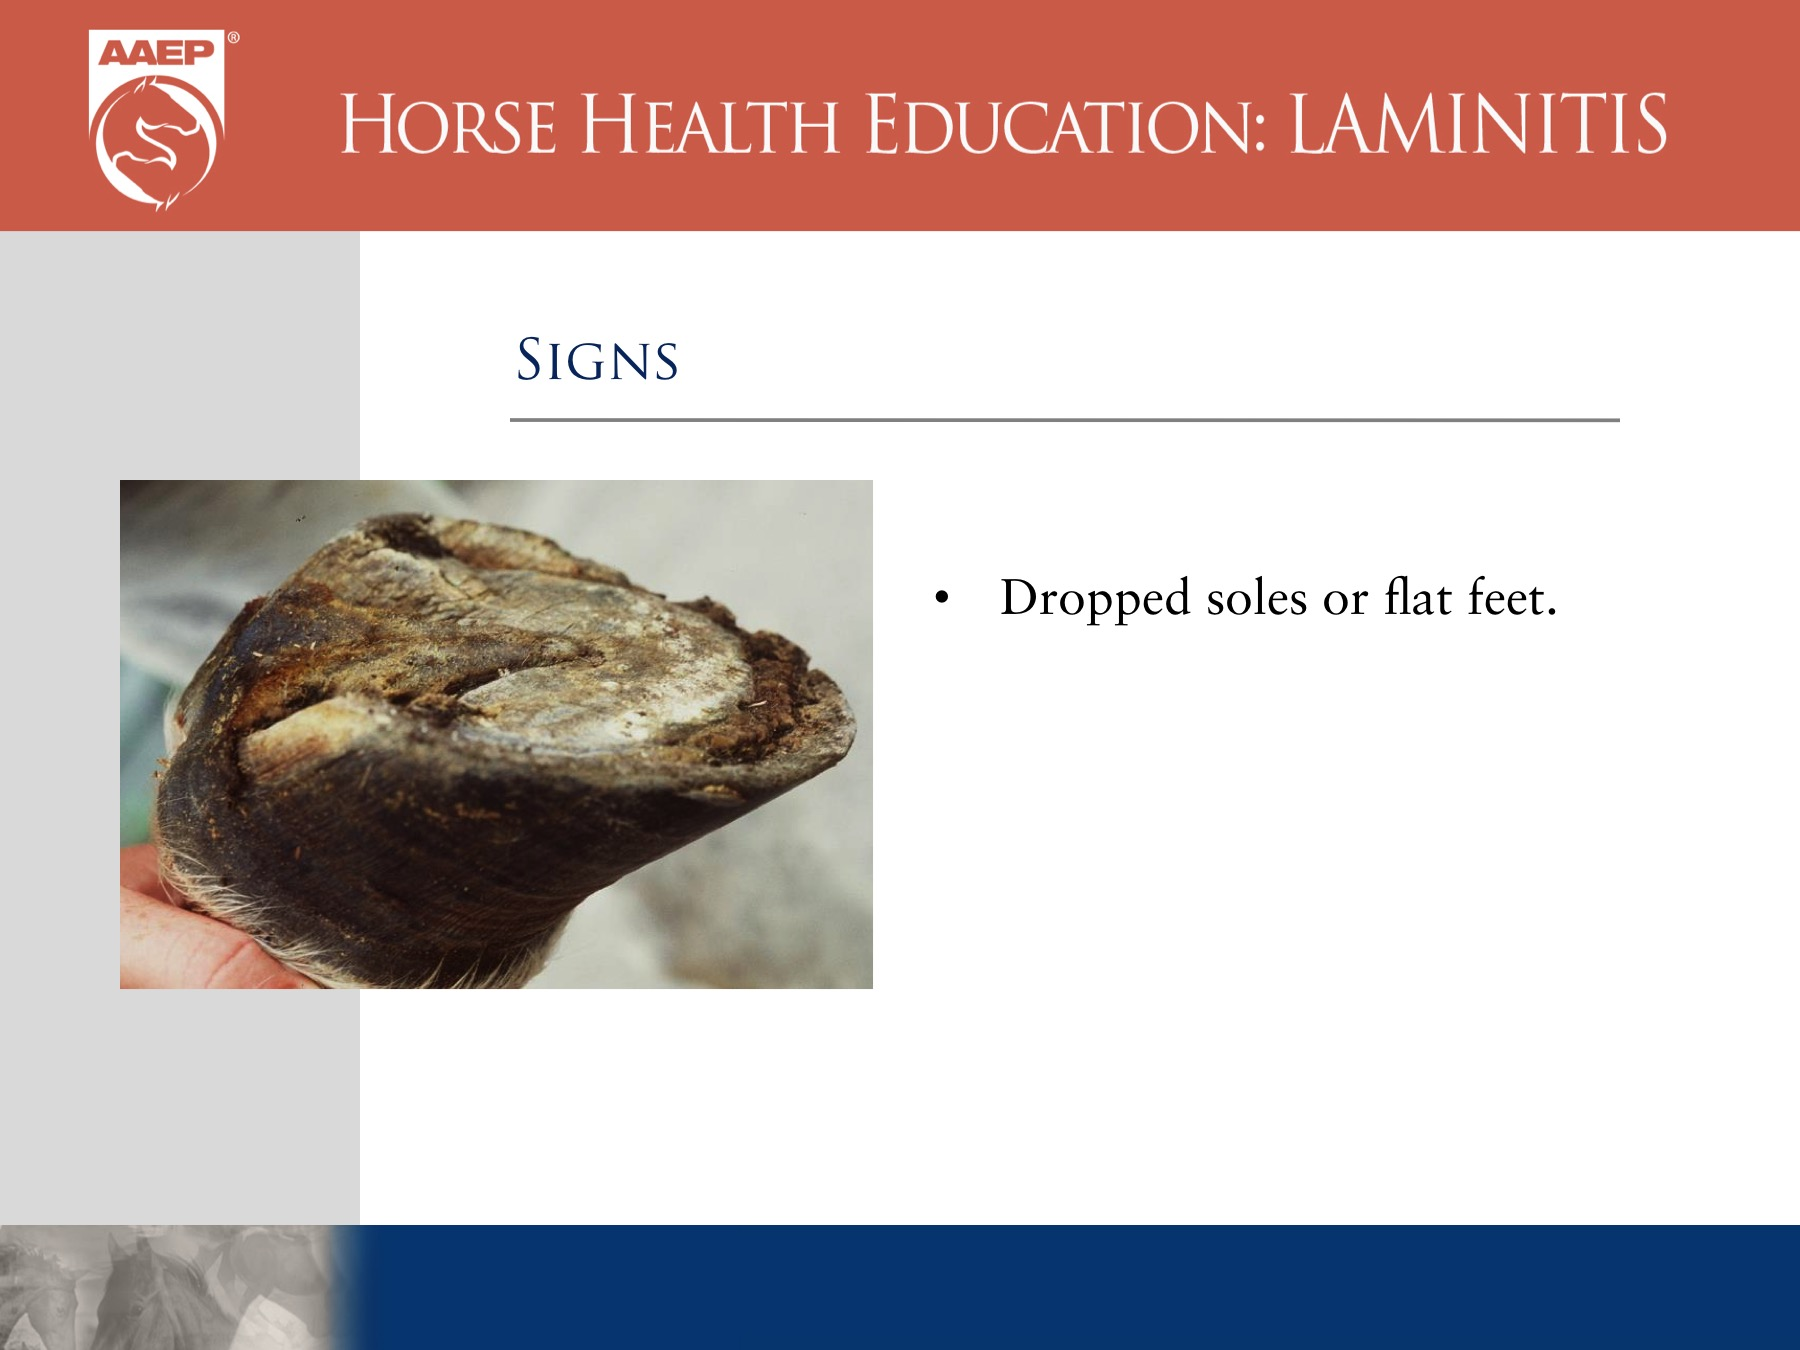 AAEP®
Horse Health Education: LAMINITIS
Signs
• Dropped soles or flat feet.